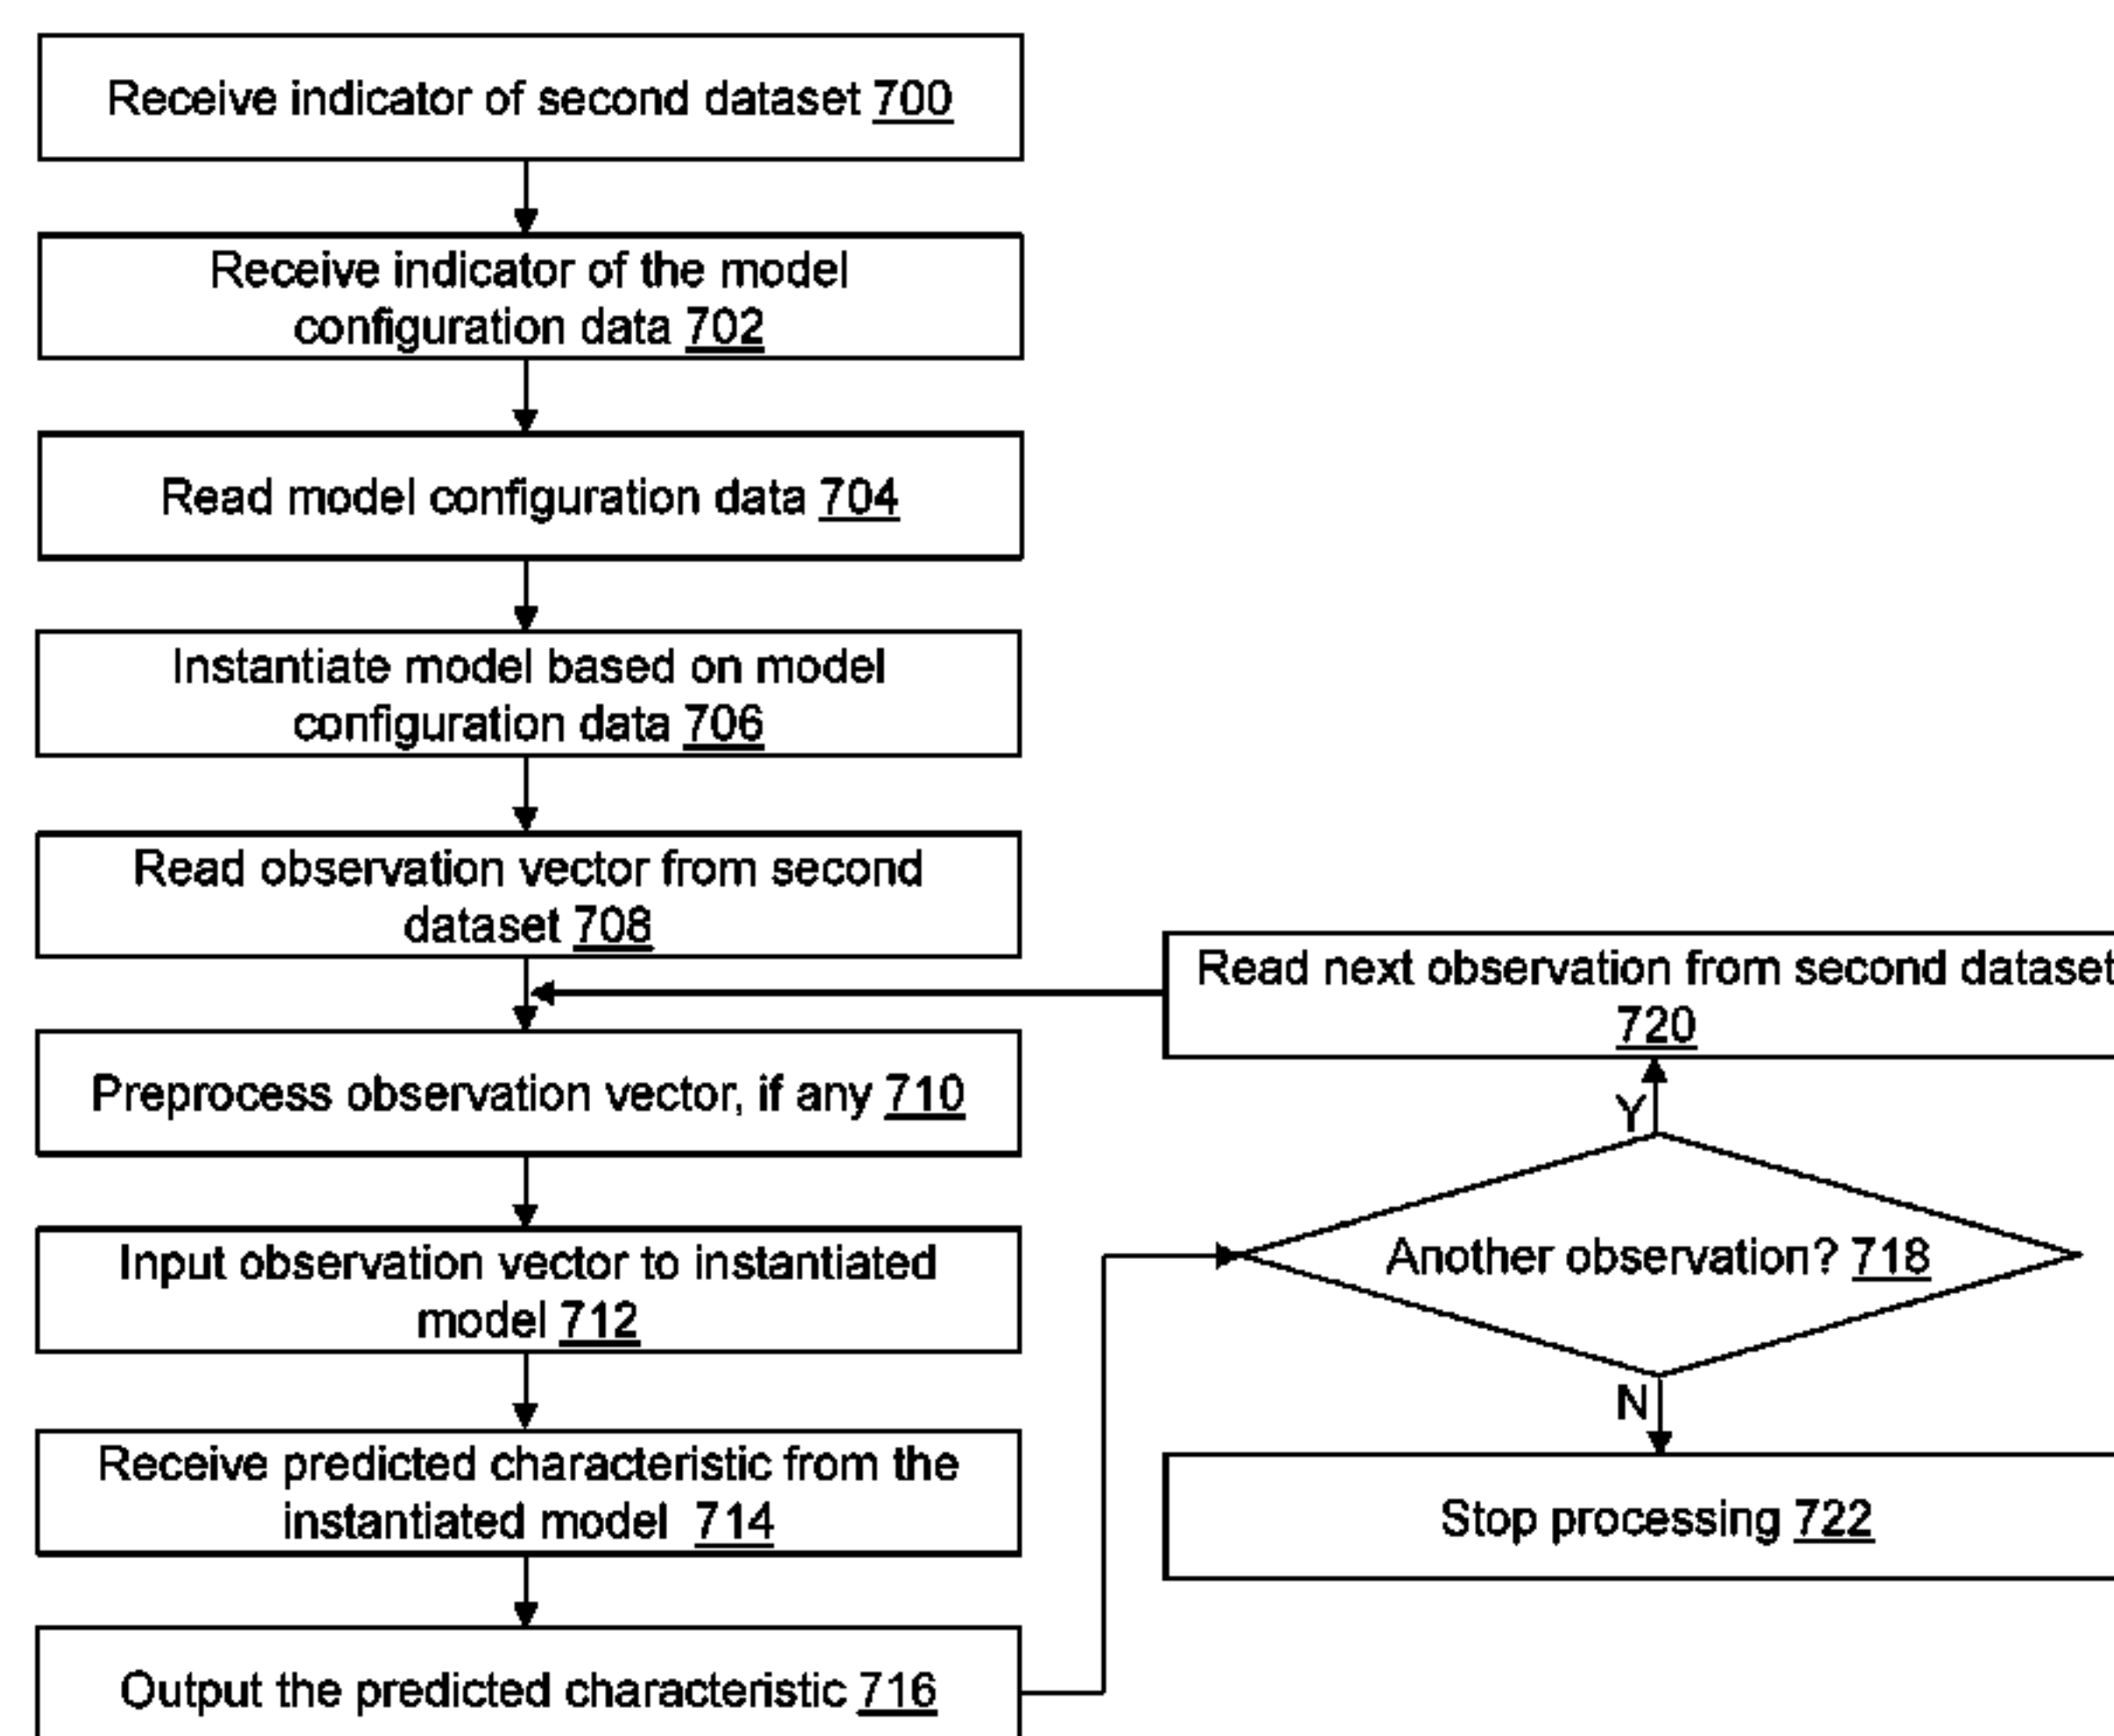 Receive indicator of second dataset 700
Receive indicator of the model
configuration data 702
Read model configuration data 704
Instantiate model based on model
configuration data 706
Read observation vector from second
dataset 708
Preprocess observation vector, if any 710
Input observation vector to instantiated
model 712
Receive predicted characteristic from the
instantiated model 714
Output the predicted characteristic 716
Read next observation from second dataset
720
Y
Another observation? 718
N
Stop processing 722